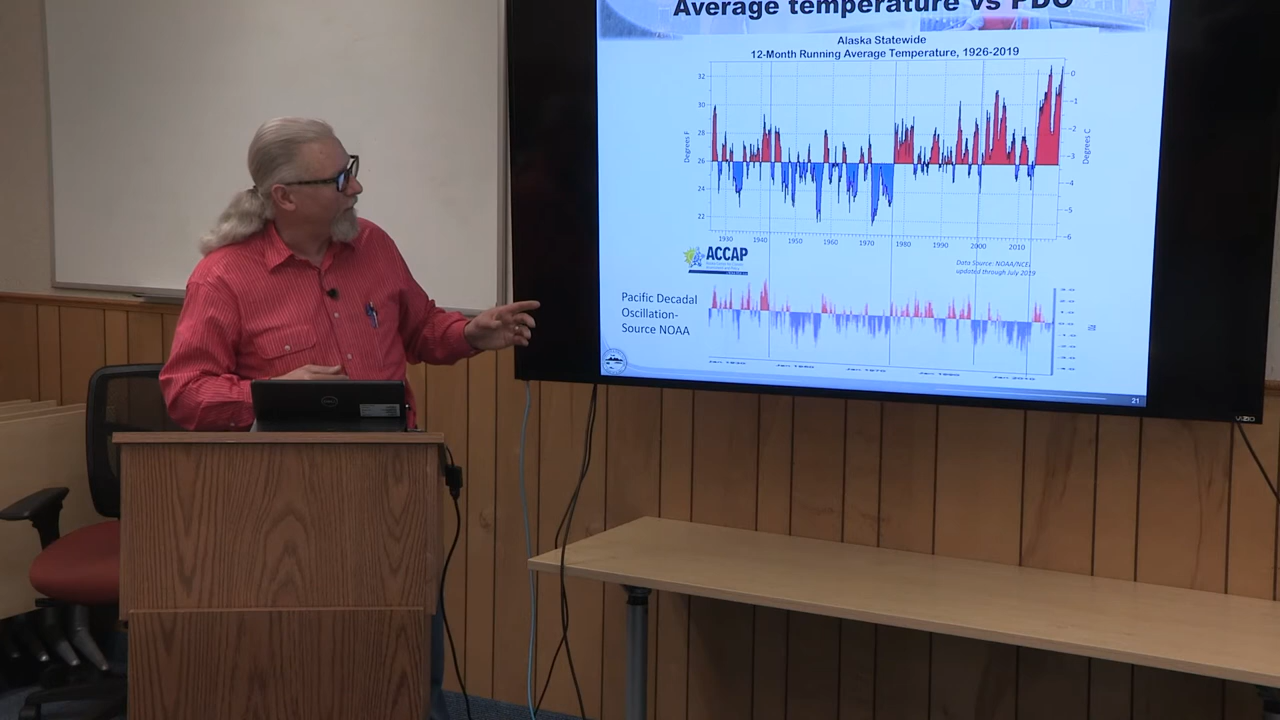 Average temperature vs PDO
Alaska Statewide
12-Month Running Average Temperature, 1926-2019
32
30
28
26
24
22
Degrees F
0
-1
-2
-3
-4
-5
-6
Degrees C
1930
1940
1950
1960
1970
1980
1990
2000
2010
ACCAP
Data Source: NOAA/NCEI
updated through July 2019
Pacific Decadal
Oscillation-
Source NOAA
21
DELL
VIZIO